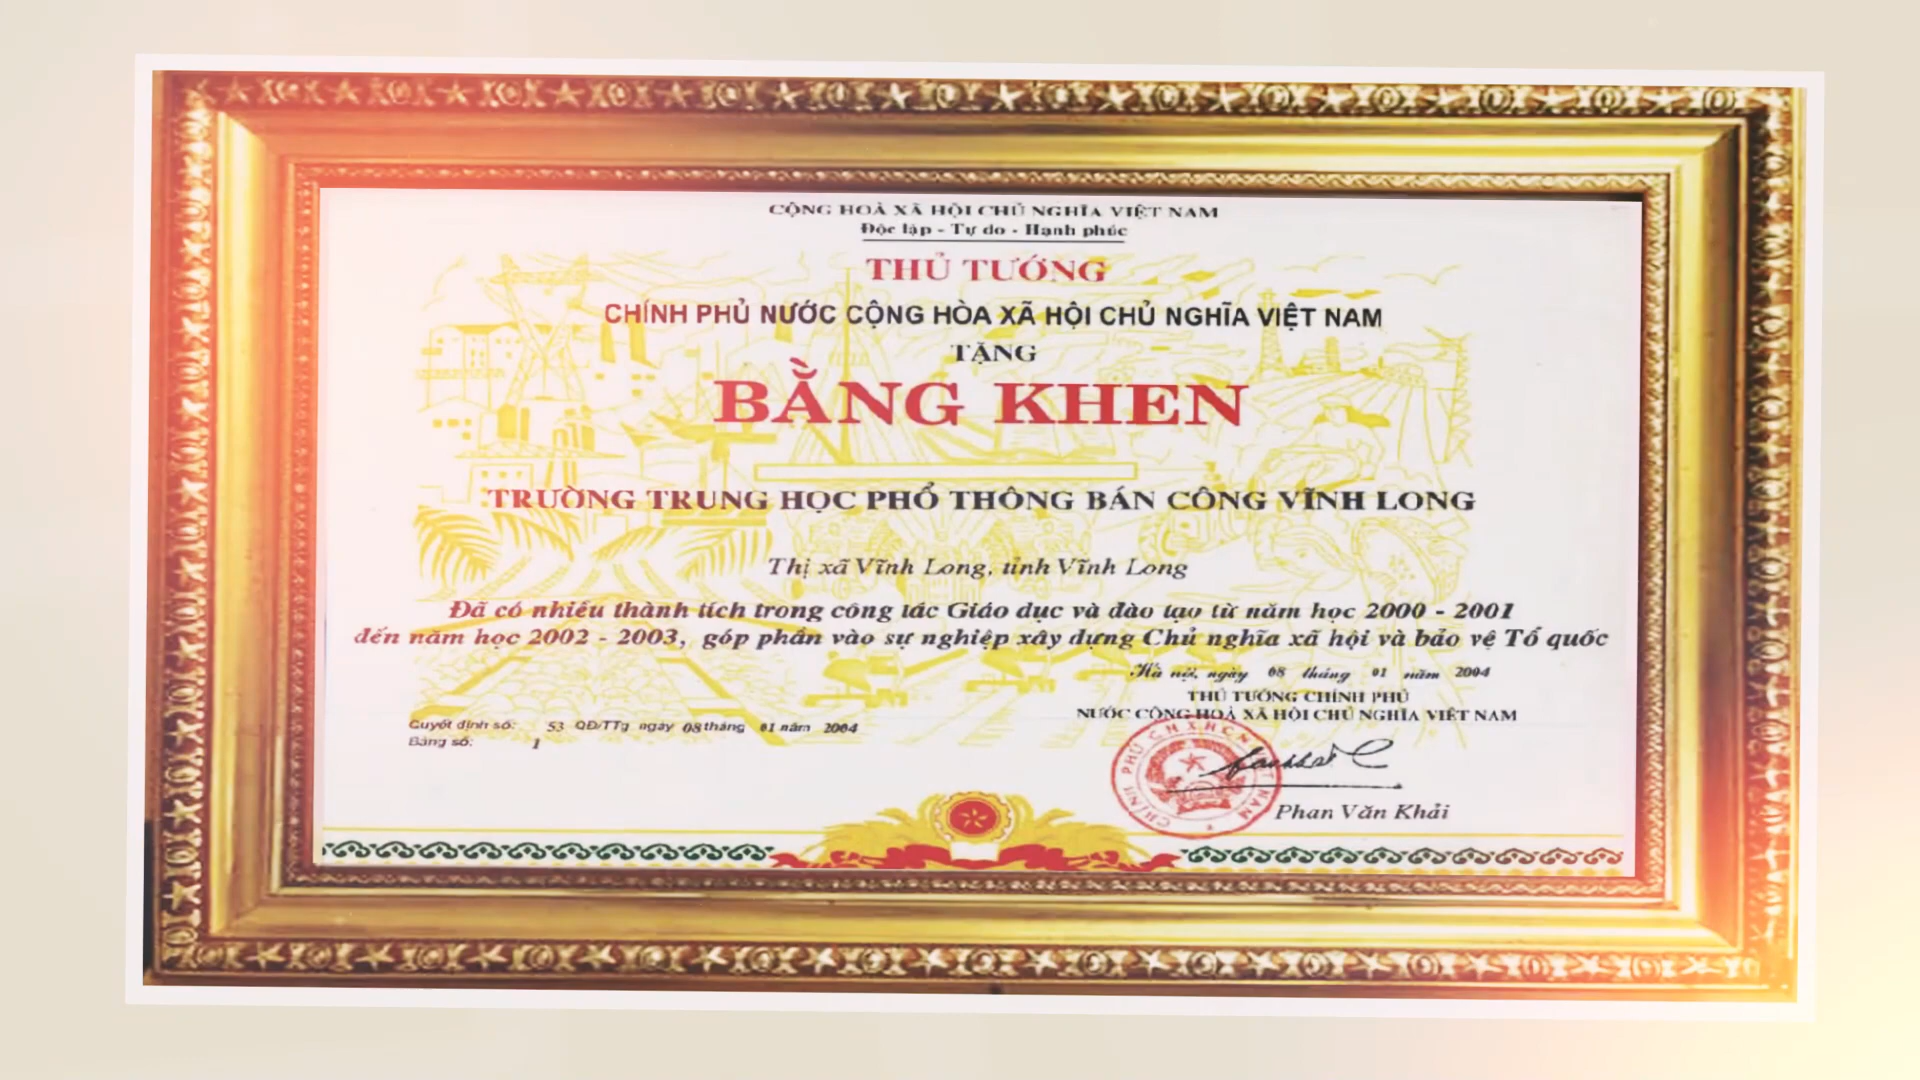 CỘNG HOÀ XÃ HỘI CHỦ NGHĨA VIỆT NAM
Độc lập - Tự do - Hạnh phúc
THỦ TƯỚNG
CHÍNH PHỦ NƯỚC CỘNG HÒA XÃ HỘI CHỦ NGHĨA VIỆT NAM
TẶNG
BẰNG KHEN
TRƯỜNG TRUNG HỌC PHỔ THÔNG BÁN CÔNG VĨNH LONG
Thị xã Vĩnh Long, tỉnh Vĩnh Long
Đã có nhiều thành tích trong công tác Giáo dục và đào tạo từ năm học 2000 - 2001
đến năm học 2002 - 2003, góp phần vào sự nghiệp xây dựng Chủ nghĩa xã hội và bảo vệ Tổ quốc
Hà nội, ngày 08 tháng 01 năm 2004
THỦ TƯỚNG CHÍNH PHỦ
NƯỚC CỘNG HOÀ XÃ HỘI CHỦ NGHĨA VIỆT NAM
Quyết định số: 53 QĐ/TTg ngày 08 tháng 01 năm 2004
Bằng số: 1
CHÍNH PHỦ C.H.X.H.C.N VIỆT NAM
Phan Văn Khải